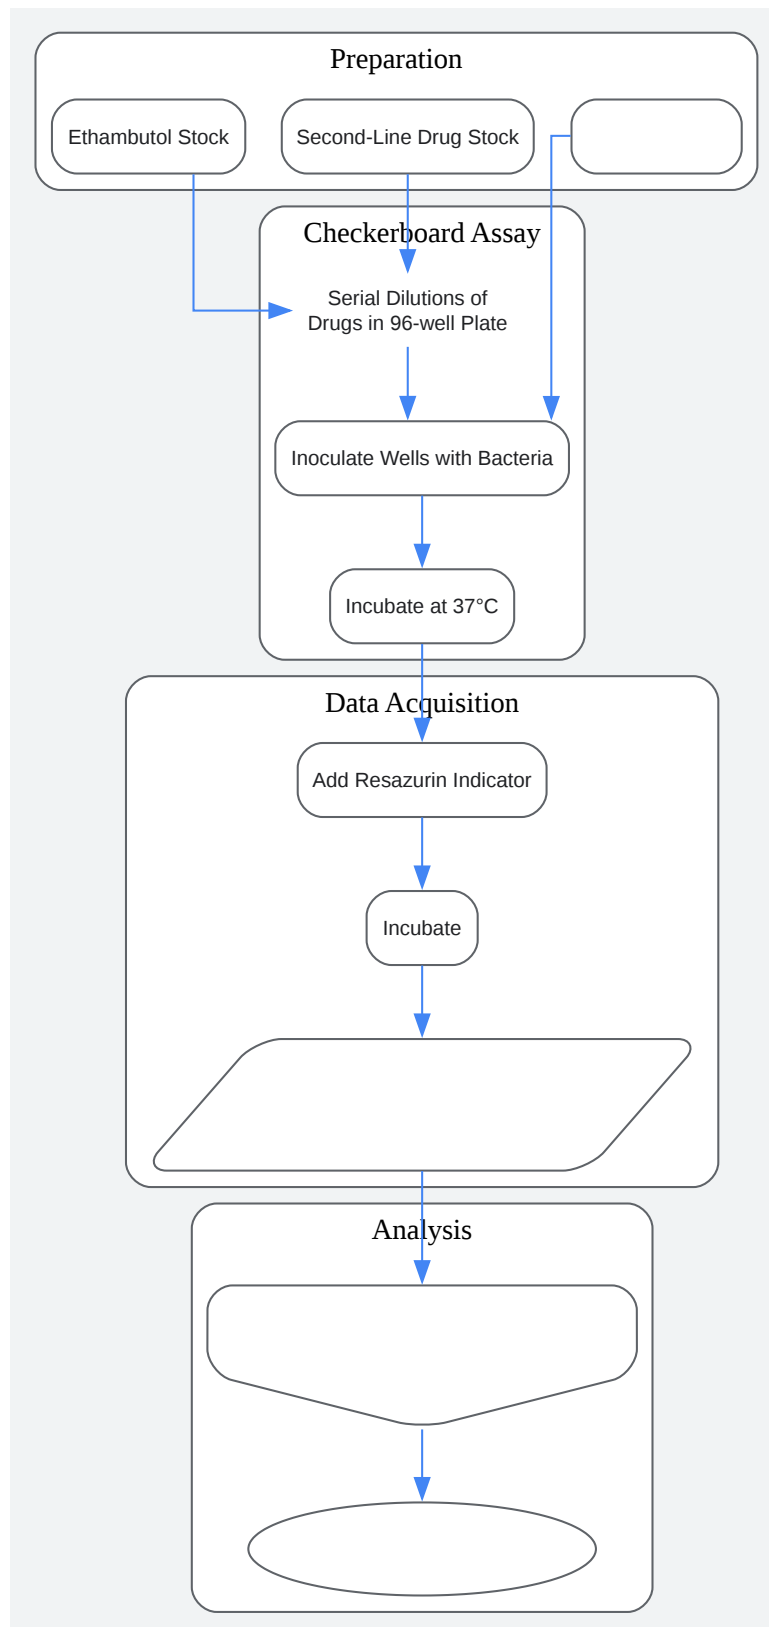 Preparation
Ethambutol Stock
Second-Line Drug Stock
Checkerboard Assay
Serial Dilutions of
Drugs in 96-well Plate
Inoculate Wells with Bacteria
Incubate at 37°C
Data Acquisition
Add Resazurin Indicator
Incubate
Analysis